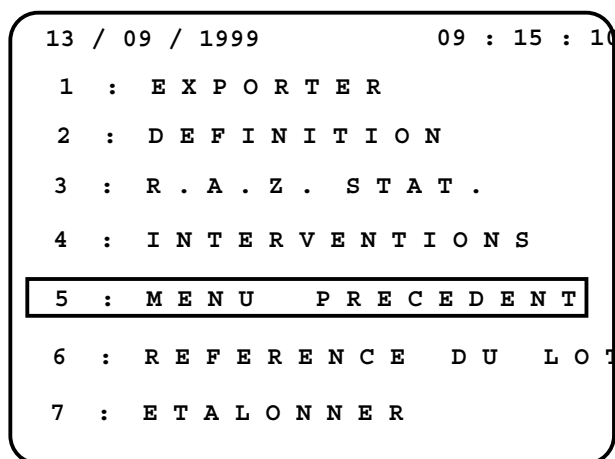 13 / 09 / 1999 09 : 15 : 10
1 : EXPORTER
2 : DEFINITION
3 : R.A.Z. STAT.
4 : INTERVENTIONS
5 : MENU PRECEDENT
6 : REFERENCE DU LOT
7 : ETALONNER